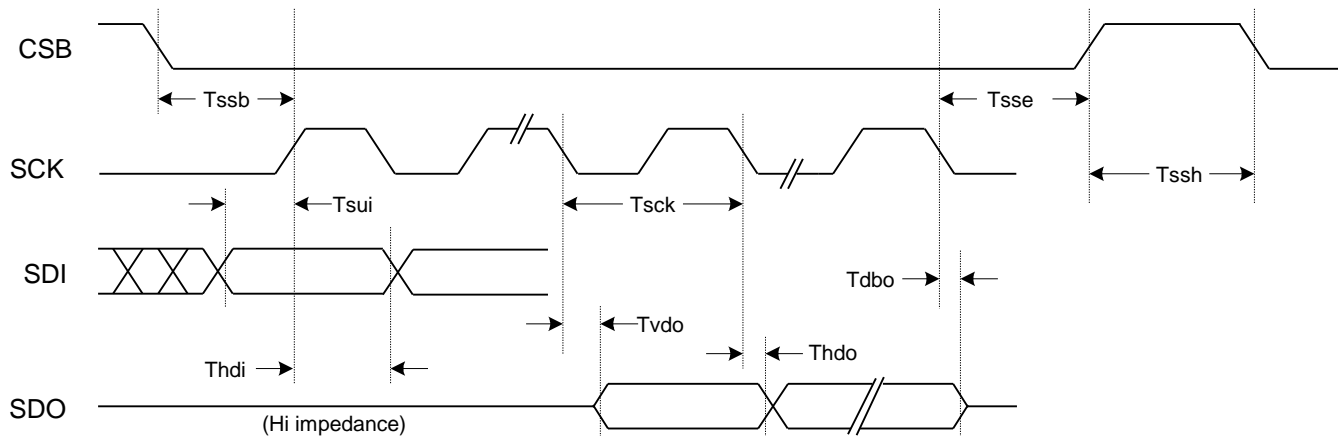 CSB
Tssb
Tsse
SCK
Tssh
Tsui
Tsck
SDI
Tdbo
Tvdo
Thdo
Thdi
SDO
(Hi impedance)